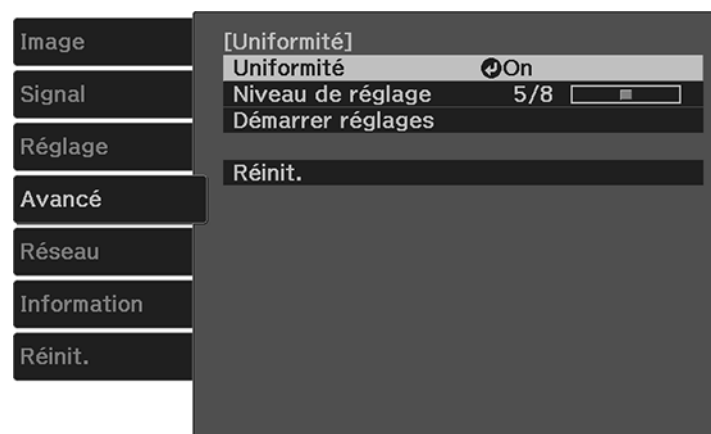 Image
Signal
Réglage
Avancé
Réseau
Information
Réinit.
[Uniformité]
Uniformité On
Niveau de réglage 5/8
Démarrer réglages
Réinit.